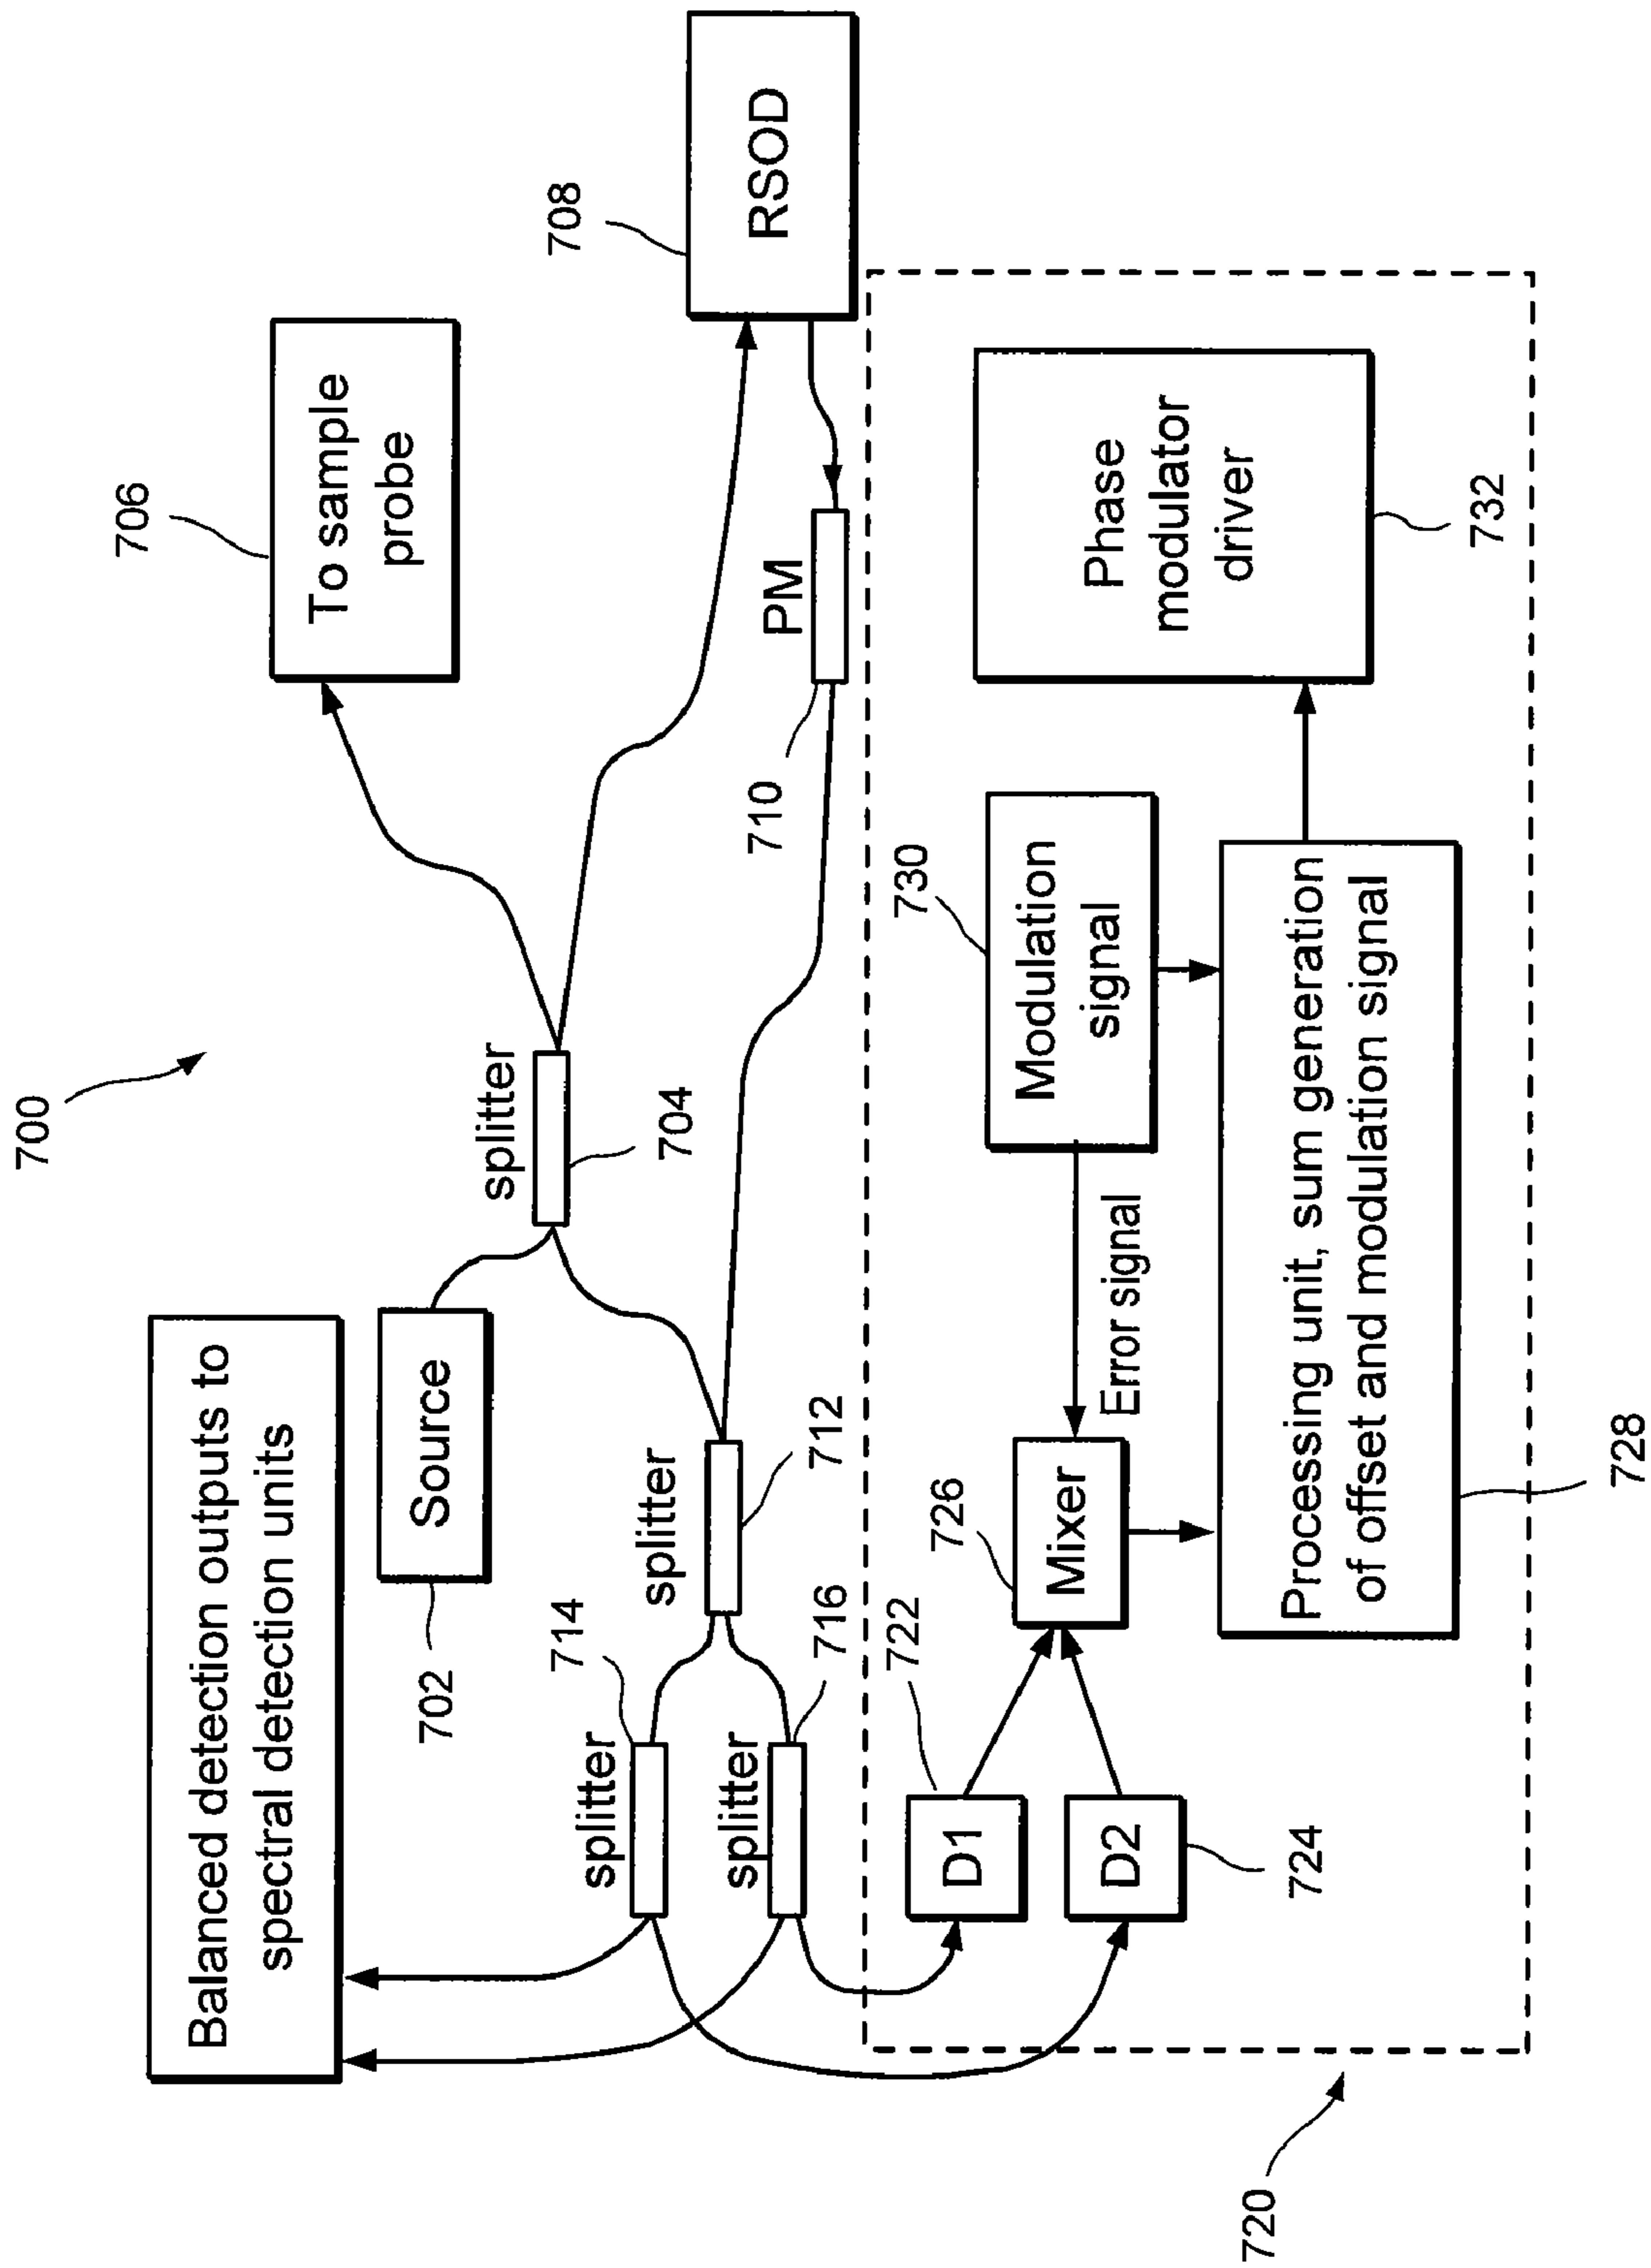 700
706
To sample
probe
708
RSOD
splitter
704
Source
702
Balanced detection outputs to
spectral detection units
PM
710
splitter
712
714
splitter
716
splitter
722
D1
D2
724
726
Mixer
Error signal
730
Modulation
signal
Phase
modulator
driver
732
Processing unit, sum generation
of offset and modulation signal
728
720